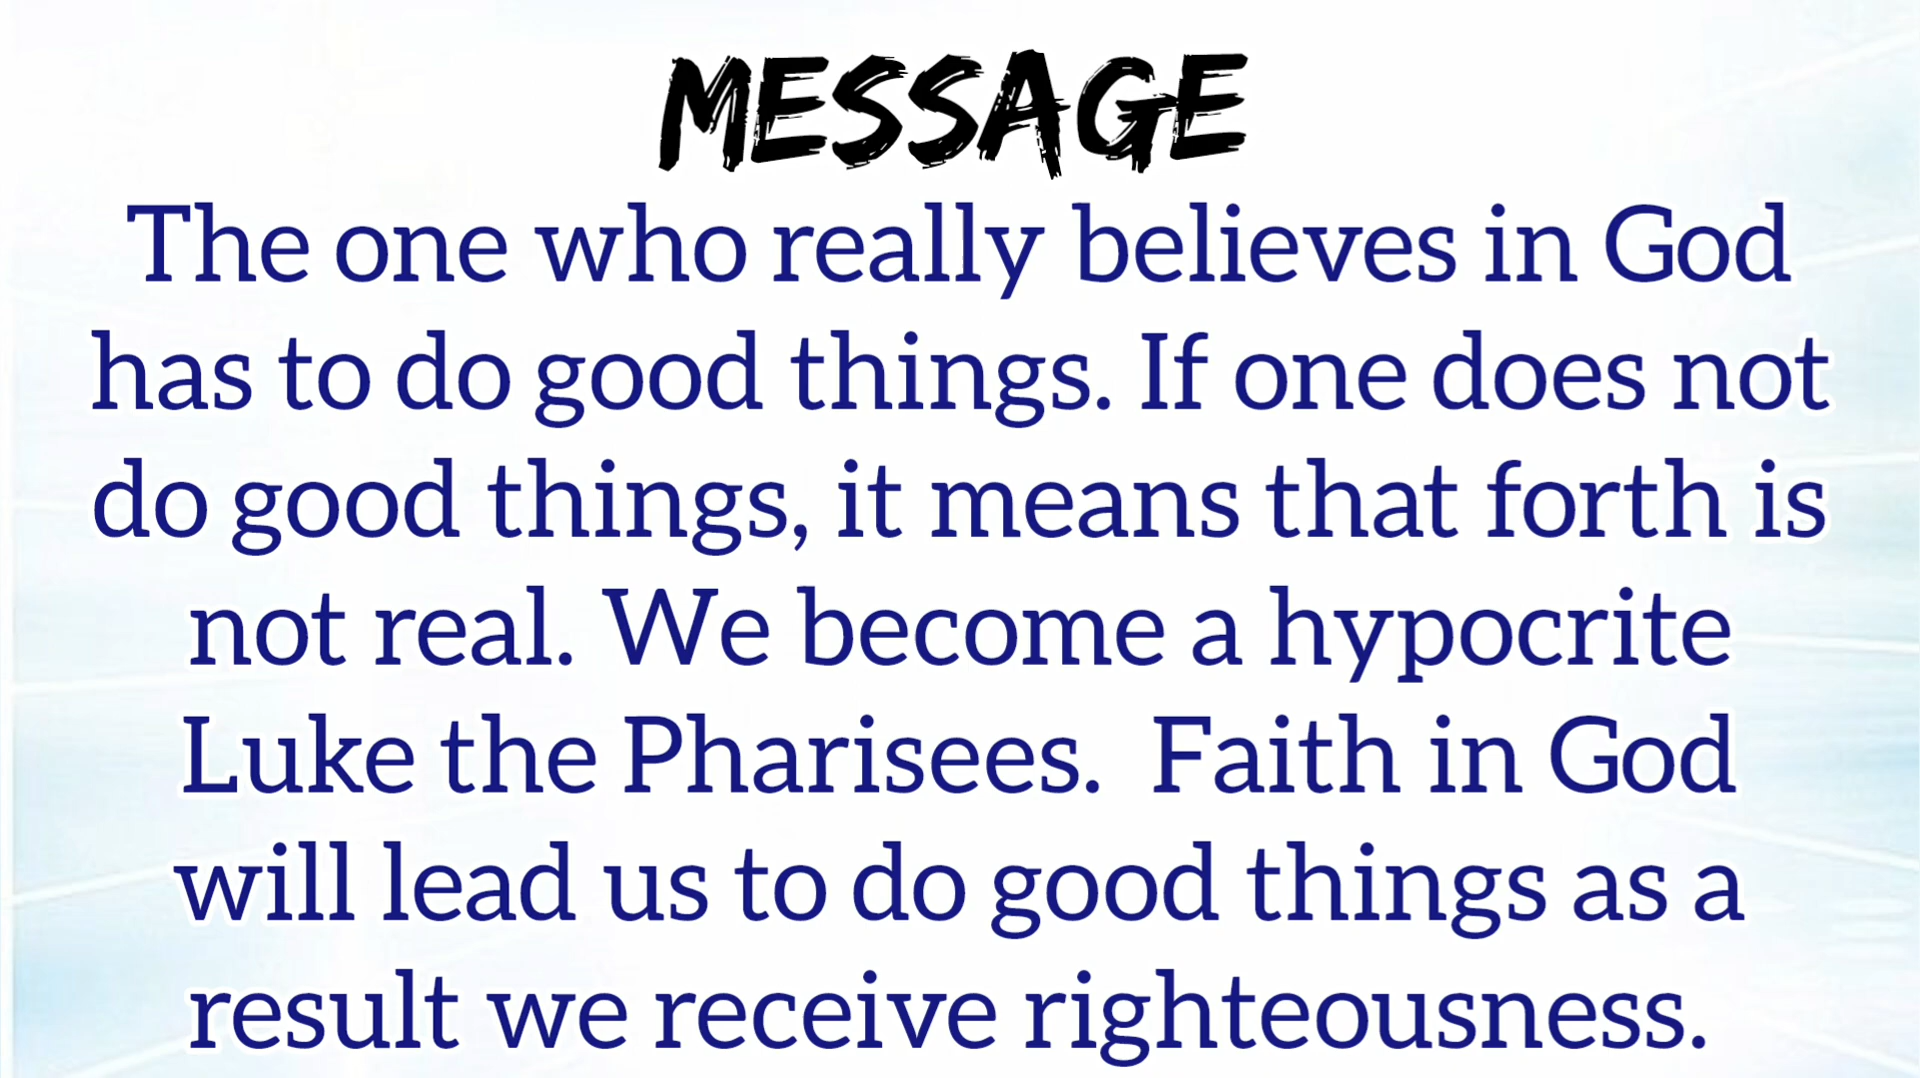 MESSAGE
The one who really believes in God
has to do good things. If one does not
do good things, it means that forth is
not real. We become a hypocrite
Luke the Pharisees.  Faith in God
will lead us to do good things as a
result we receive righteousness.